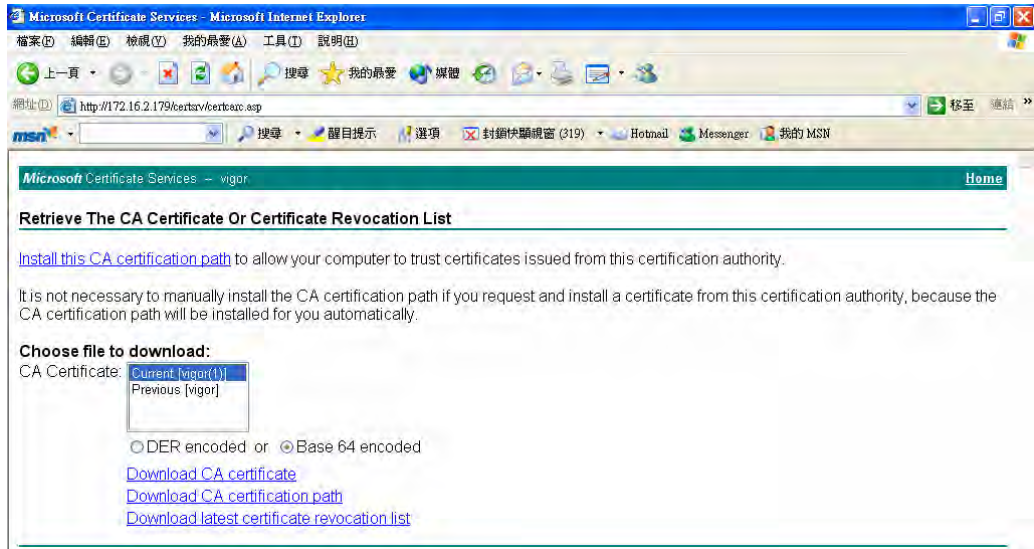 Microsoft Certificate Services - Microsoft Internet Explorer
檔案(F) 編輯(E) 檢視(V) 我的最愛(A) 工具(T) 說明(H)
上一頁 搜尋 我的最愛 媒體
網址(D) http://172.16.2.179/certsrv/certcarc.asp 移至 連結 »
msn 搜尋 醒目提示 選項 封鎖快顯視窗 (319) Hotmail Messenger 我的 MSN
Microsoft Certificate Services -- vigor Home
Retrieve The CA Certificate Or Certificate Revocation List
Install this CA certification path to allow your computer to trust certificates issued from this certification authority.
It is not necessary to manually install the CA certification path if you request and install a certificate from this certification authority, because the
CA certification path will be installed for you automatically.
Choose file to download:
CA Certificate: Current [vigor(1)]
Previous [vigor]
DER encoded or Base 64 encoded
Download CA certificate
Download CA certification path
Download latest certificate revocation list